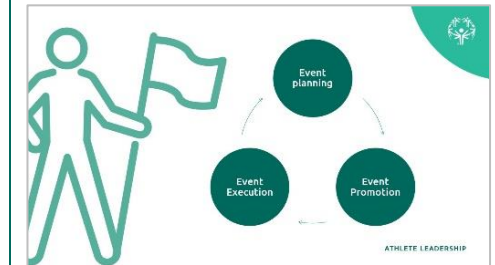 Event
planning
Event
Execution
Event
Promotion
ATHLETE LEADERSHIP